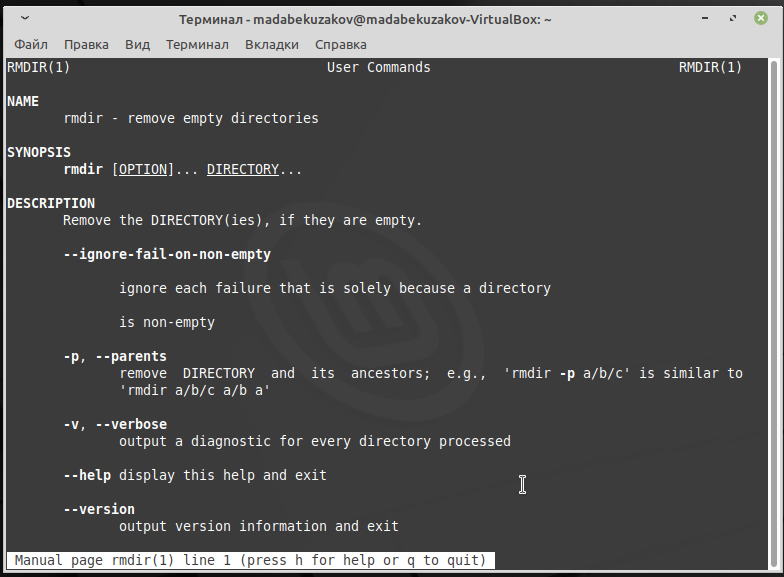 Терминал - madabekuzakov@madabekuzakov-VirtualBox: ~
Файл Правка Вид Терминал Вкладки Справка
RMDIR(1) User Commands RMDIR(1)
NAME
rmdir - remove empty directories
SYNOPSIS
rmdir [OPTION]... DIRECTORY...
DESCRIPTION
Remove the DIRECTORY(ies), if they are empty.
--ignore-fail-on-non-empty
ignore each failure that is solely because a directory
is non-empty
-p, --parents
remove DIRECTORY and its ancestors; e.g., 'rmdir -p a/b/c' is similar to
'rmdir a/b/c a/b a'
-v, --verbose
output a diagnostic for every directory processed
--help display this help and exit
--version
output version information and exit
Manual page rmdir(1) line 1 (press h for help or q to quit)